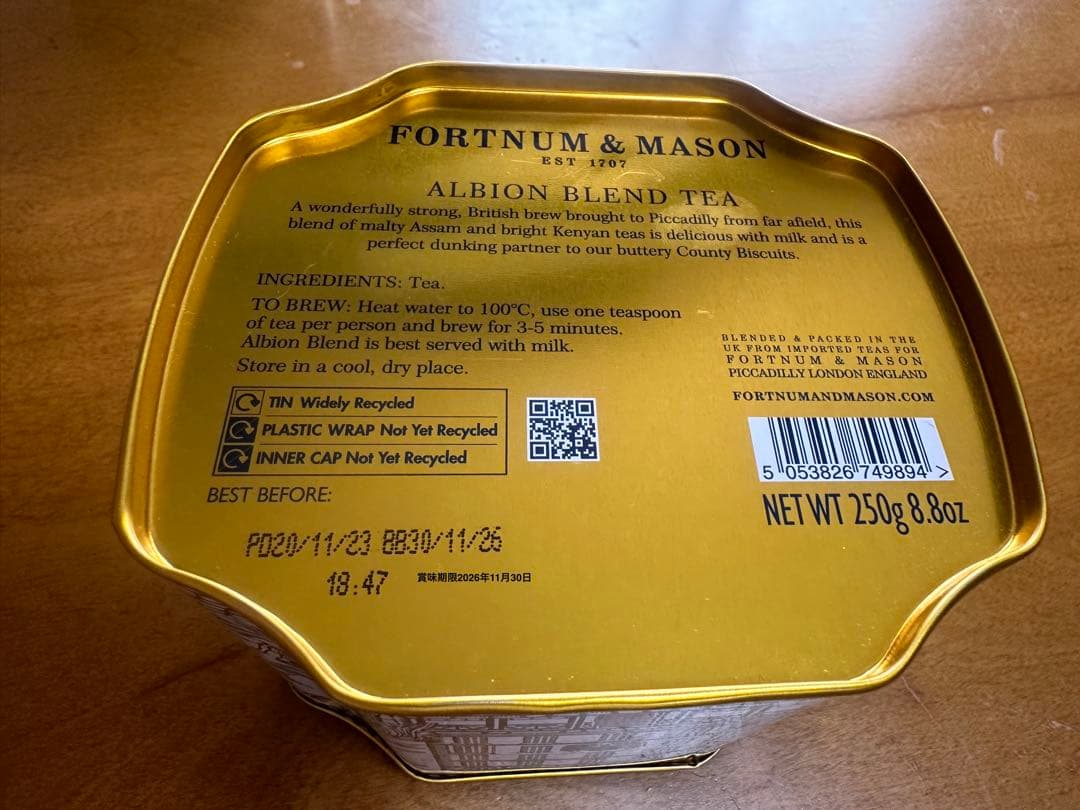 FORTNUM & MASON
EST 1707
ALBION BLEND TEA
A wonderfully strong, British brew brought to Piccadilly from far afield, this
blend of malty Assam and bright Kenyan teas is delicious with milk and is a
perfect dunking partner to our buttery County Biscuits.
INGREDIENTS: Tea.
TO BREW: Heat water to 100°C, use one teaspoon
of tea per person and brew for 3-5 minutes.
Albion Blend is best served with milk.
Store in a cool, dry place.
TIN Widely Recycled
PLASTIC WRAP Not Yet Recycled
INNER CAP Not Yet Recycled
BLENDED & PACKED IN THE
UK FROM IMPORTED TEAS FOR
FORTNUM & MASON
PICCADILLY LONDON ENGLAND
FORTNUMANDMASON.COM
5 053826 749894 >
NET WT 250g 8.8oz
BEST BEFORE:
PD20/11/23 BB30/11/26
18:47
賞味期限2026年11月30日